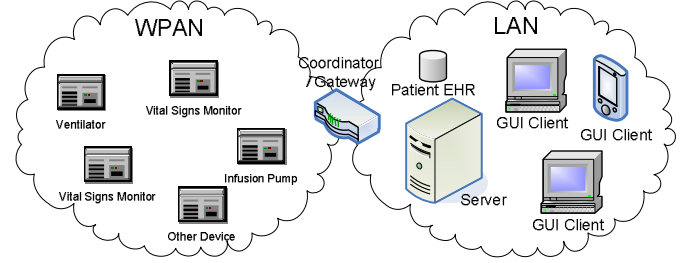 WPAN
LAN
Coordinator
/ Gateway
Patient EHR
Ventilator
Vital Signs Monitor
GUI Client
GUI Client
Infusion Pump
Vital Signs Monitor
Server
Other Device
GUI Client